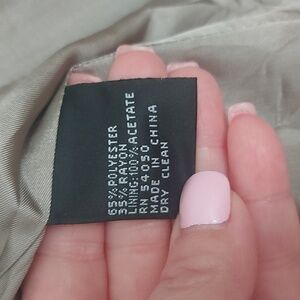 65% POLYESTER
35% RAYON
LINING: 100% ACETATE
RN 54050
MADE IN CHINA
DRY CLEAN